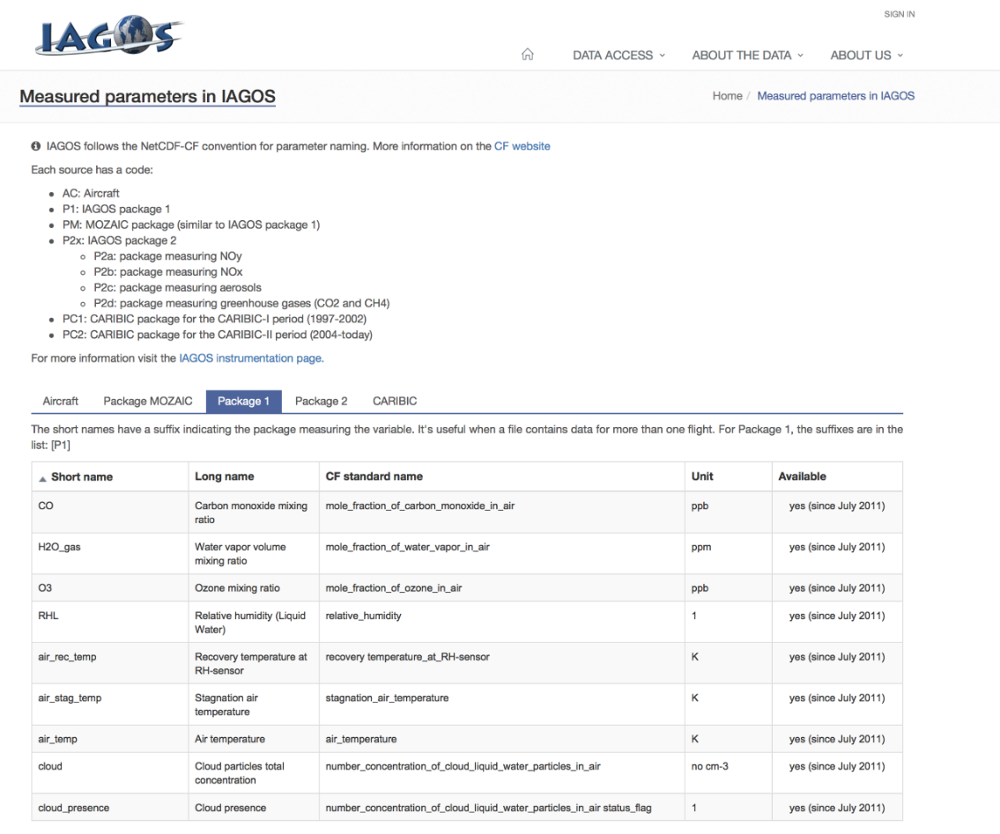 SIGN IN
IAGOS
DATA ACCESS
ABOUT THE DATA
ABOUT US
Measured parameters in IAGOS
Home / Measured parameters in IAGOS
IAGOS follows the NetCDF-CF convention for parameter naming. More information on the CF website
Each source has a code:
AC: Aircraft
P1: IAGOS package 1
PM: MOZAIC package (similar to IAGOS package 1)
P2x: IAGOS package 2
P2a: package measuring NOy
P2b: package measuring NOx
P2c: package measuring aerosols
P2d: package measuring greenhouse gases (CO2 and CH4)
PC1: CARIBIC package for the CARIBIC-I period (1997-2002)
PC2: CARIBIC package for the CARIBIC-II period (2004-today)
For more information visit the IAGOS instrumentation page.
Aircraft Package MOZAIC Package 1 Package 2 CARIBIC
The short names have a suffix indicating the package measuring the variable. It's useful when a file contains data for more than one flight. For Package 1, the suffixes are in the
list: [P1]
Short name Long name CF standard name Unit Available
CO Carbon monoxide mixing ratio mole_fraction_of_carbon_monoxide_in_air ppb yes (since July 2011)
H2O_gas Water vapor volume mixing ratio mole_fraction_of_water_vapor_in_air ppm yes (since July 2011)
O3 Ozone mixing ratio mole_fraction_of_ozone_in_air ppb yes (since July 2011)
RHL Relative humidity (Liquid Water) relative_humidity 1 yes (since July 2011)
air_rec_temp Recovery temperature at RH-sensor recovery temperature_at_RH-sensor K yes (since July 2011)
air_stag_temp Stagnation air temperature stagnation_air_temperature K yes (since July 2011)
air_temp Air temperature air_temperature K yes (since July 2011)
cloud Cloud particles total concentration number_concentration_of_cloud_liquid_water_particles_in_air no cm-3 yes (since July 2011)
cloud_presence Cloud presence number_concentration_of_cloud_liquid_water_particles_in_air status_flag 1 yes (since July 2011)